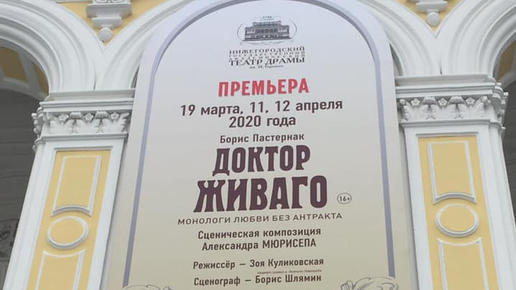 НИЖЕГОРОДСКИЙ
ГОСУДАРСТВЕННЫЙ
ТЕАТР ДРАМЫ
ПРЕМЬЕРА
19 марта, 11, 12 апреля
2020 года
Борис Пастернак
ДОКТОР
ЖИВАГО
16+
МОНОЛОГИ ЛЮБВИ БЕЗ АНТРАКТА
Сценическая композиция
Александра МЮРИСЕПА
Режиссёр — Зоя Куликовская
Сценограф — Борис Шлямин